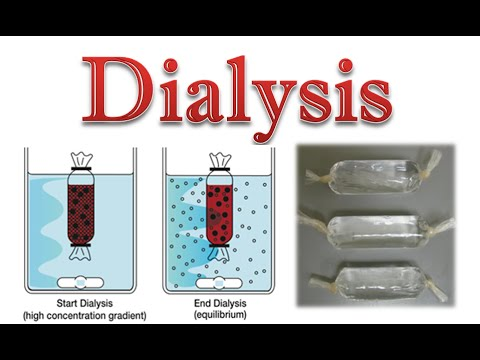 Dialysis
Start Dialysis
(high concentration gradient)
End Dialysis
(equilibrium)